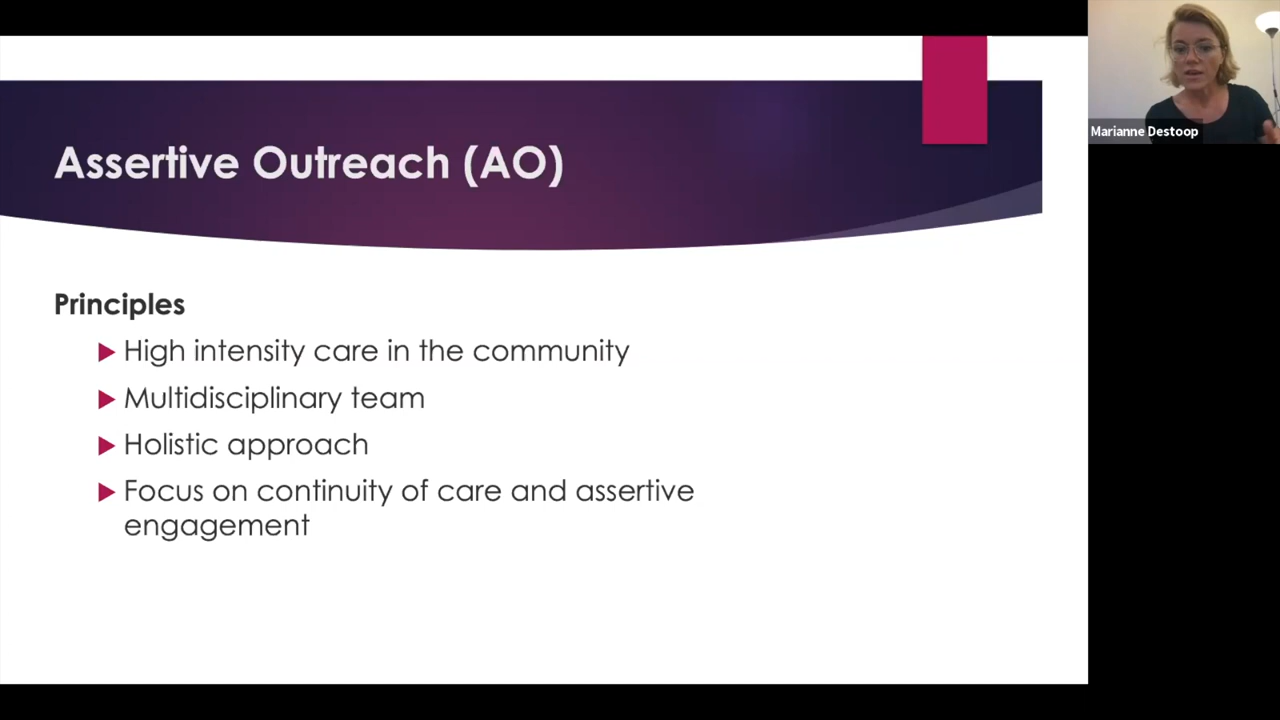 Assertive Outreach (AO)
Marianne Destoop
Principles
High intensity care in the community
Multidisciplinary team
Holistic approach
Focus on continuity of care and assertive
engagement